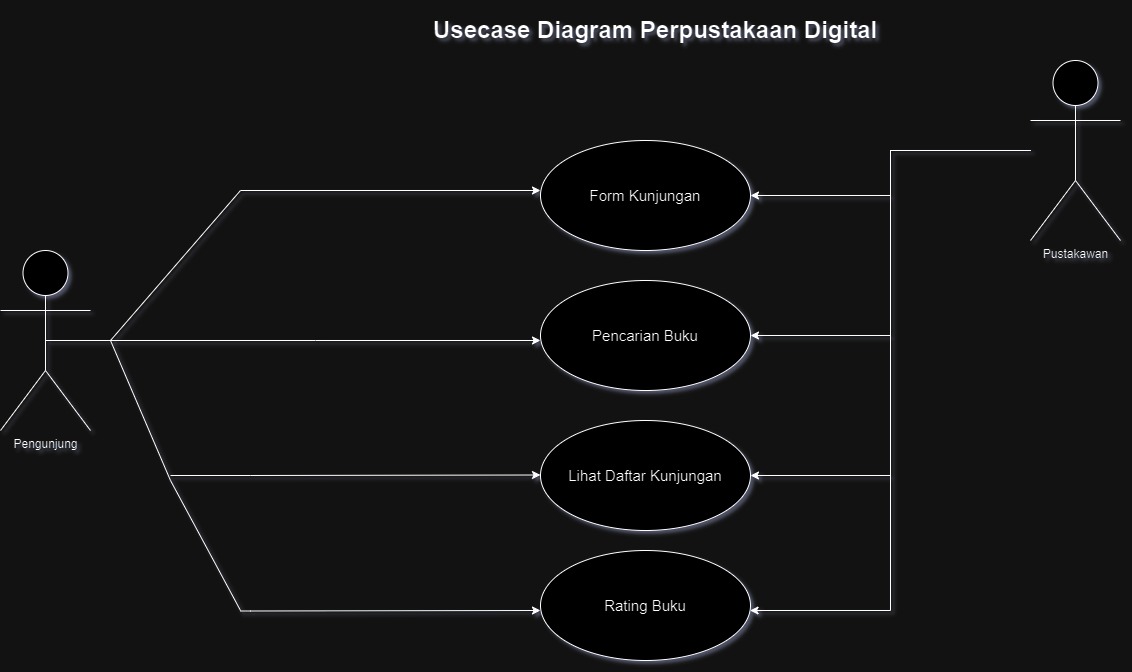 Usecase Diagram Perpustakaan Digital
Form Kunjungan
Pustakawan
Pencarian Buku
Pengunjung
Lihat Daftar Kunjungan
Rating Buku